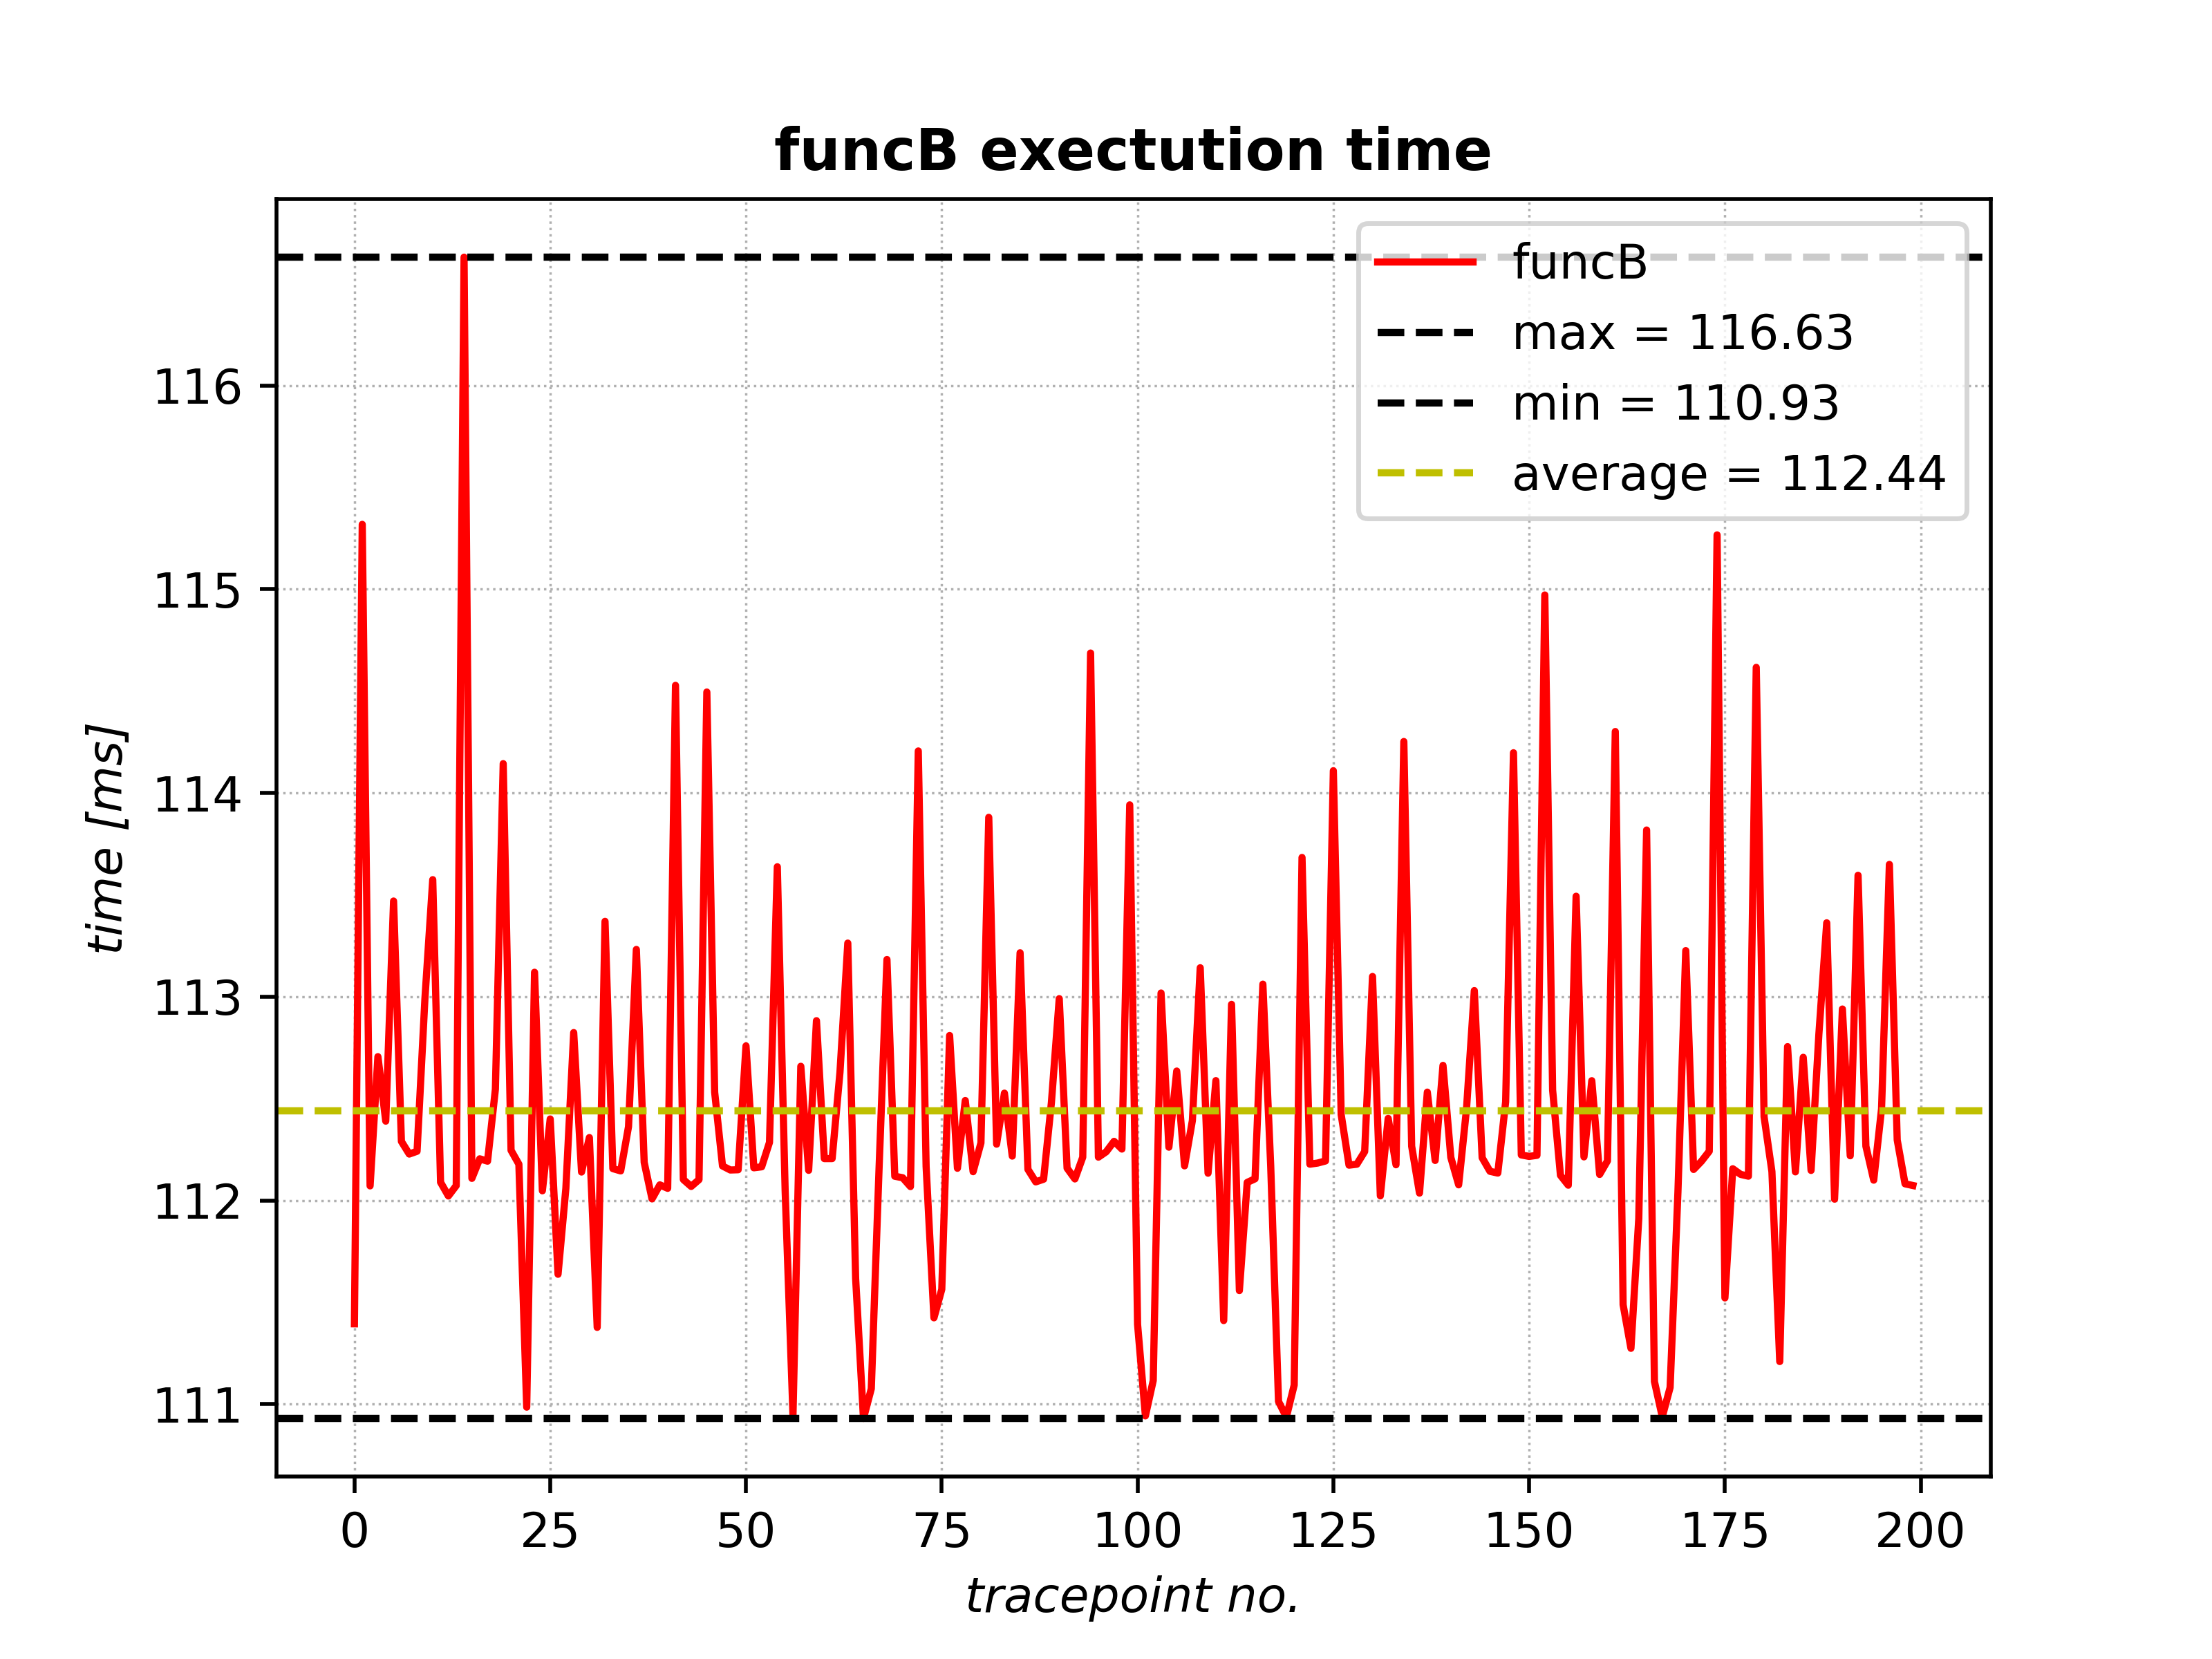 funcB exectution time
funcB
max = 116.63
min = 110.93
average = 112.44
116
115
114
113
112
111
time [ms]
0 25 50 75 100 125 150 175 200
tracepoint no.